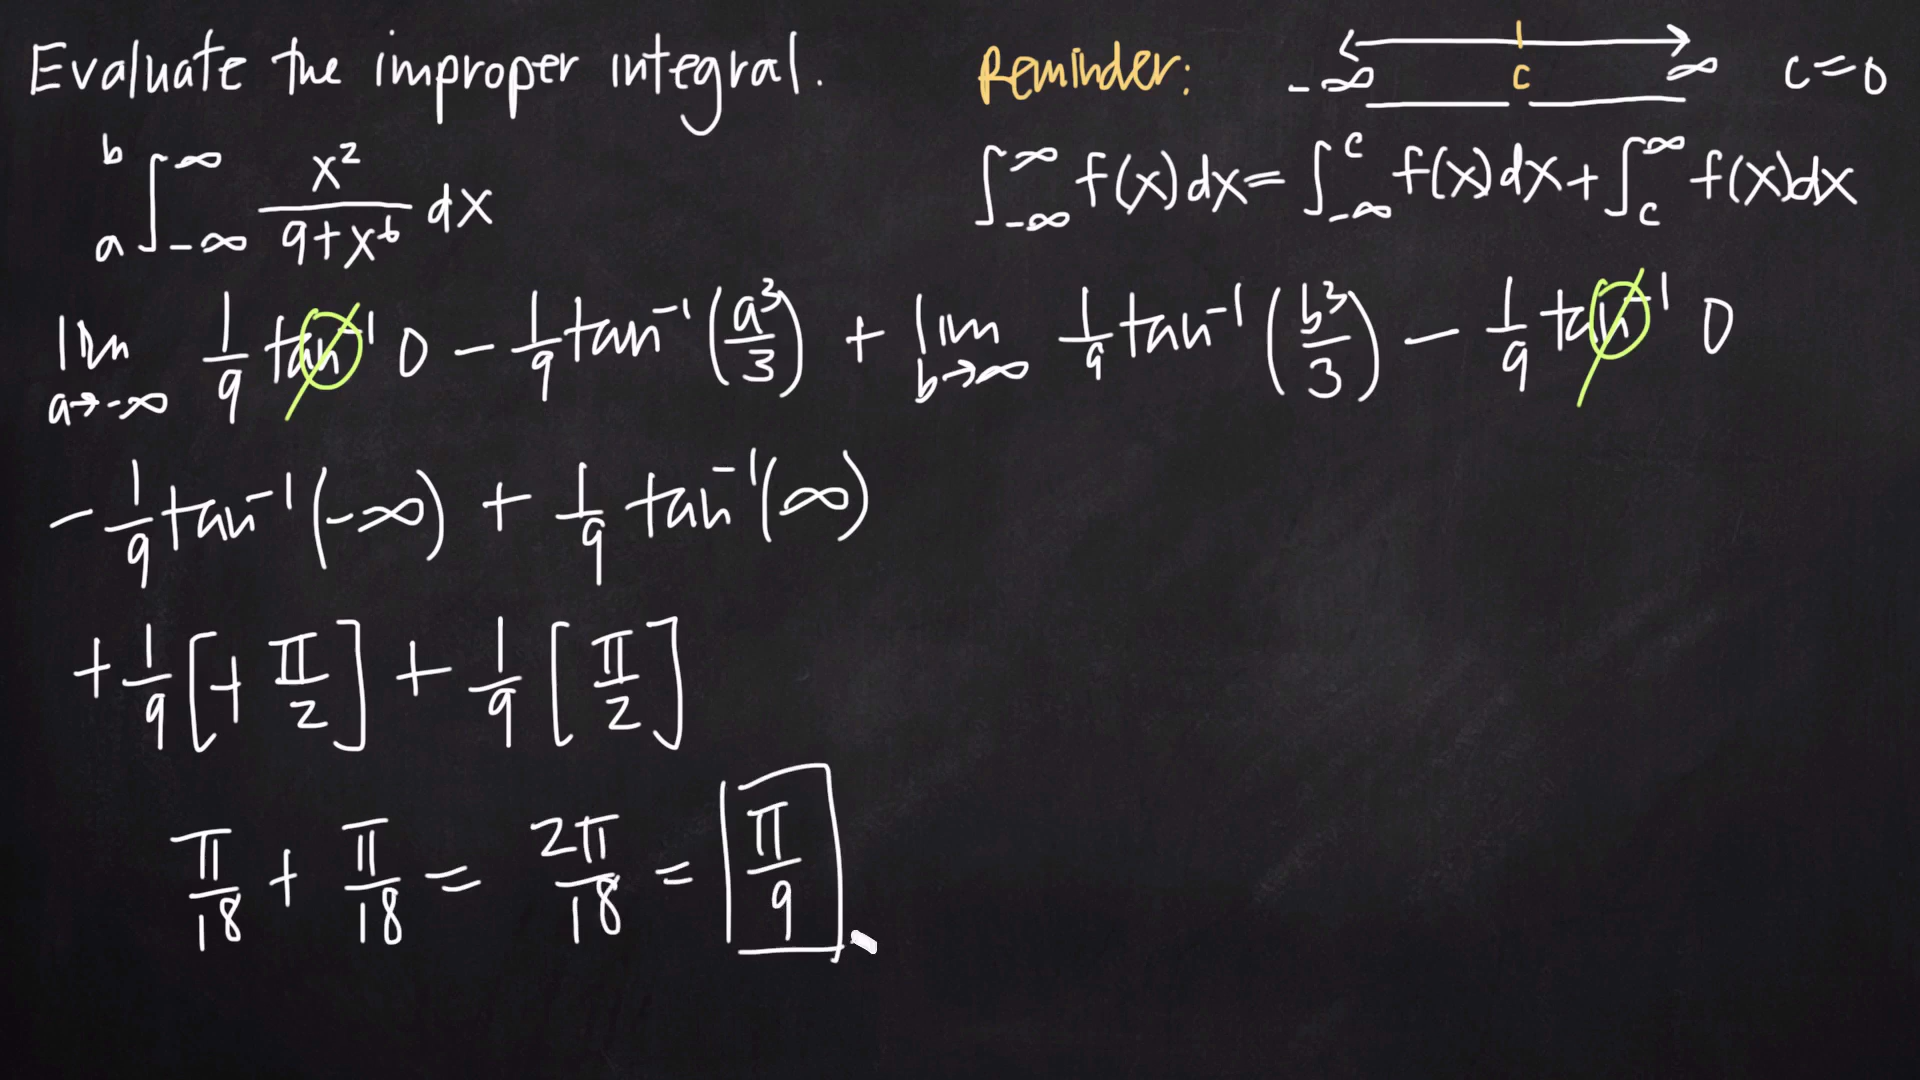 Evaluate the improper integral.
Reminder: -∞ c ∞ c=0
b a ∫_{-∞}^{∞} x²/(9+x⁶) dx
∫_{-∞}^{∞} f(x)dx = ∫_{-∞}^{c} f(x)dx + ∫_{c}^{∞} f(x)dx
lim_{a→-∞} 1/9 tan⁻¹ 0 - 1/9 tan⁻¹(a³/3) + lim_{b→∞} 1/9 tan⁻¹(b³/3) - 1/9 tan⁻¹ 0
-1/9 tan⁻¹(-∞) + 1/9 tan⁻¹(∞)
+1/9[+π/2] + 1/9[π/2]
π/18 + π/18 = 2π/18 = π/9